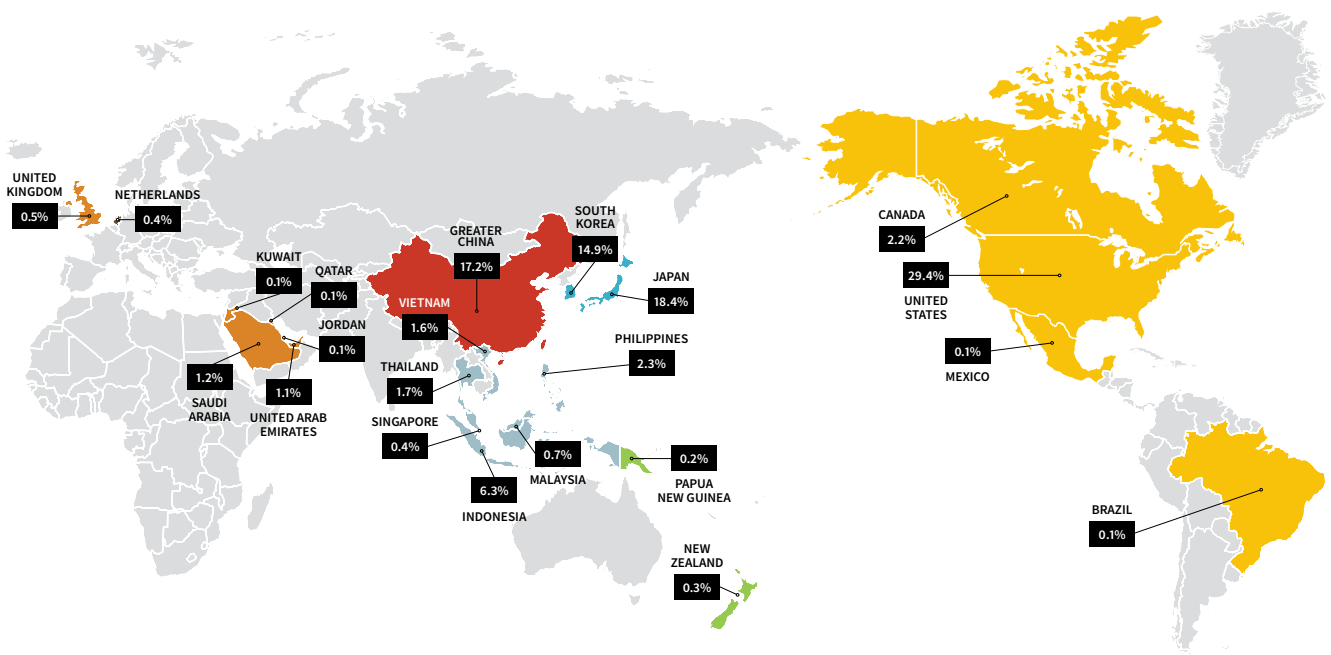 UNITED
KINGDOM
0.5%
NETHERLANDS
0.4%
KUWAIT
0.1%
QATAR
0.1%
JORDAN
0.1%
1.2%
SAUDI
ARABIA
1.1%
UNITED ARAB
EMIRATES
GREATER
CHINA
17.2%
SOUTH
KOREA
14.9%
JAPAN
18.4%
VIETNAM
1.6%
PHILIPPINES
2.3%
THAILAND
1.7%
SINGAPORE
0.4%
0.7%
MALAYSIA
6.3%
INDONESIA
0.2%
PAPUA
NEW GUINEA
NEW
ZEALAND
0.3%
CANADA
2.2%
29.4%
UNITED
STATES
0.1%
MEXICO
BRAZIL
0.1%